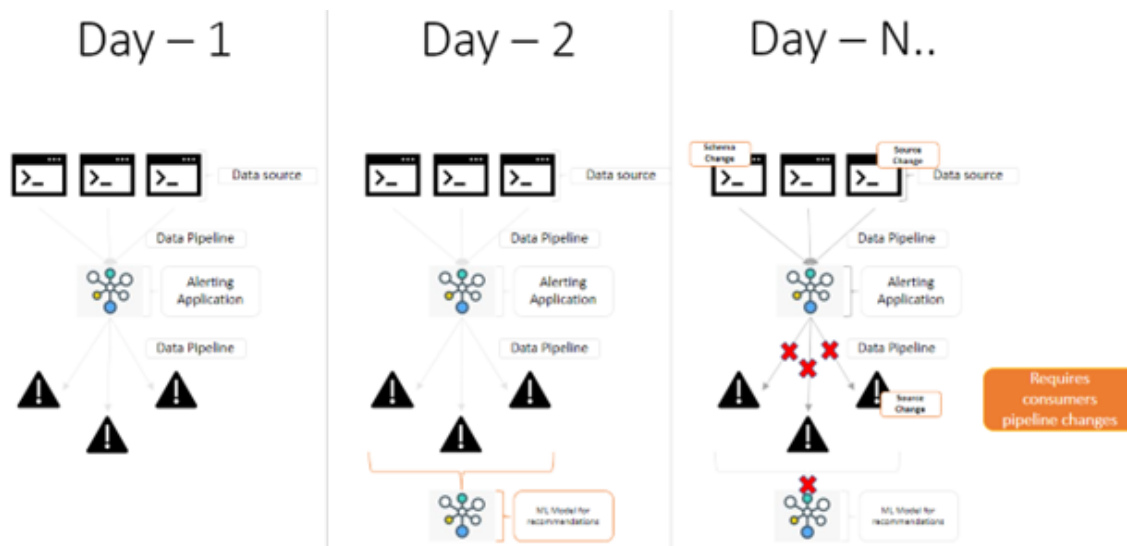 Day – 1
Data source
Data Pipeline
Alerting
Application
Data Pipeline
Day – 2
Data source
Data Pipeline
Alerting
Application
Data Pipeline
ML Model for
recommendations
Day – N..
Schema
Change
Source
Change
Data source
Data Pipeline
Alerting
Application
Data Pipeline
Source
Change
Requires
consumers
pipeline changes
ML Model for
recommendations